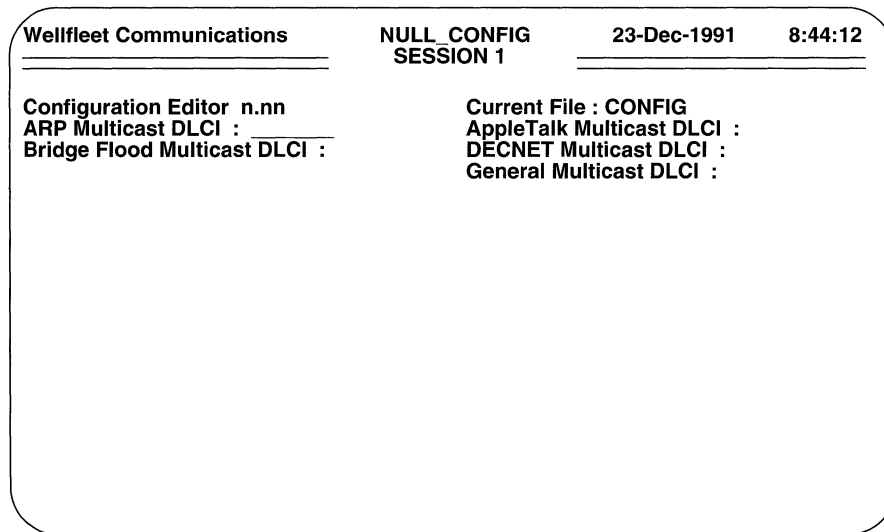 Wellfleet Communications NULL_CONFIG 23-Dec-1991 8:44:12
SESSION 1
Configuration Editor n.nn Current File : CONFIG
ARP Multicast DLCI : _______ AppleTalk Multicast DLCI :
Bridge Flood Multicast DLCI : DECNET Multicast DLCI :
General Multicast DLCI :